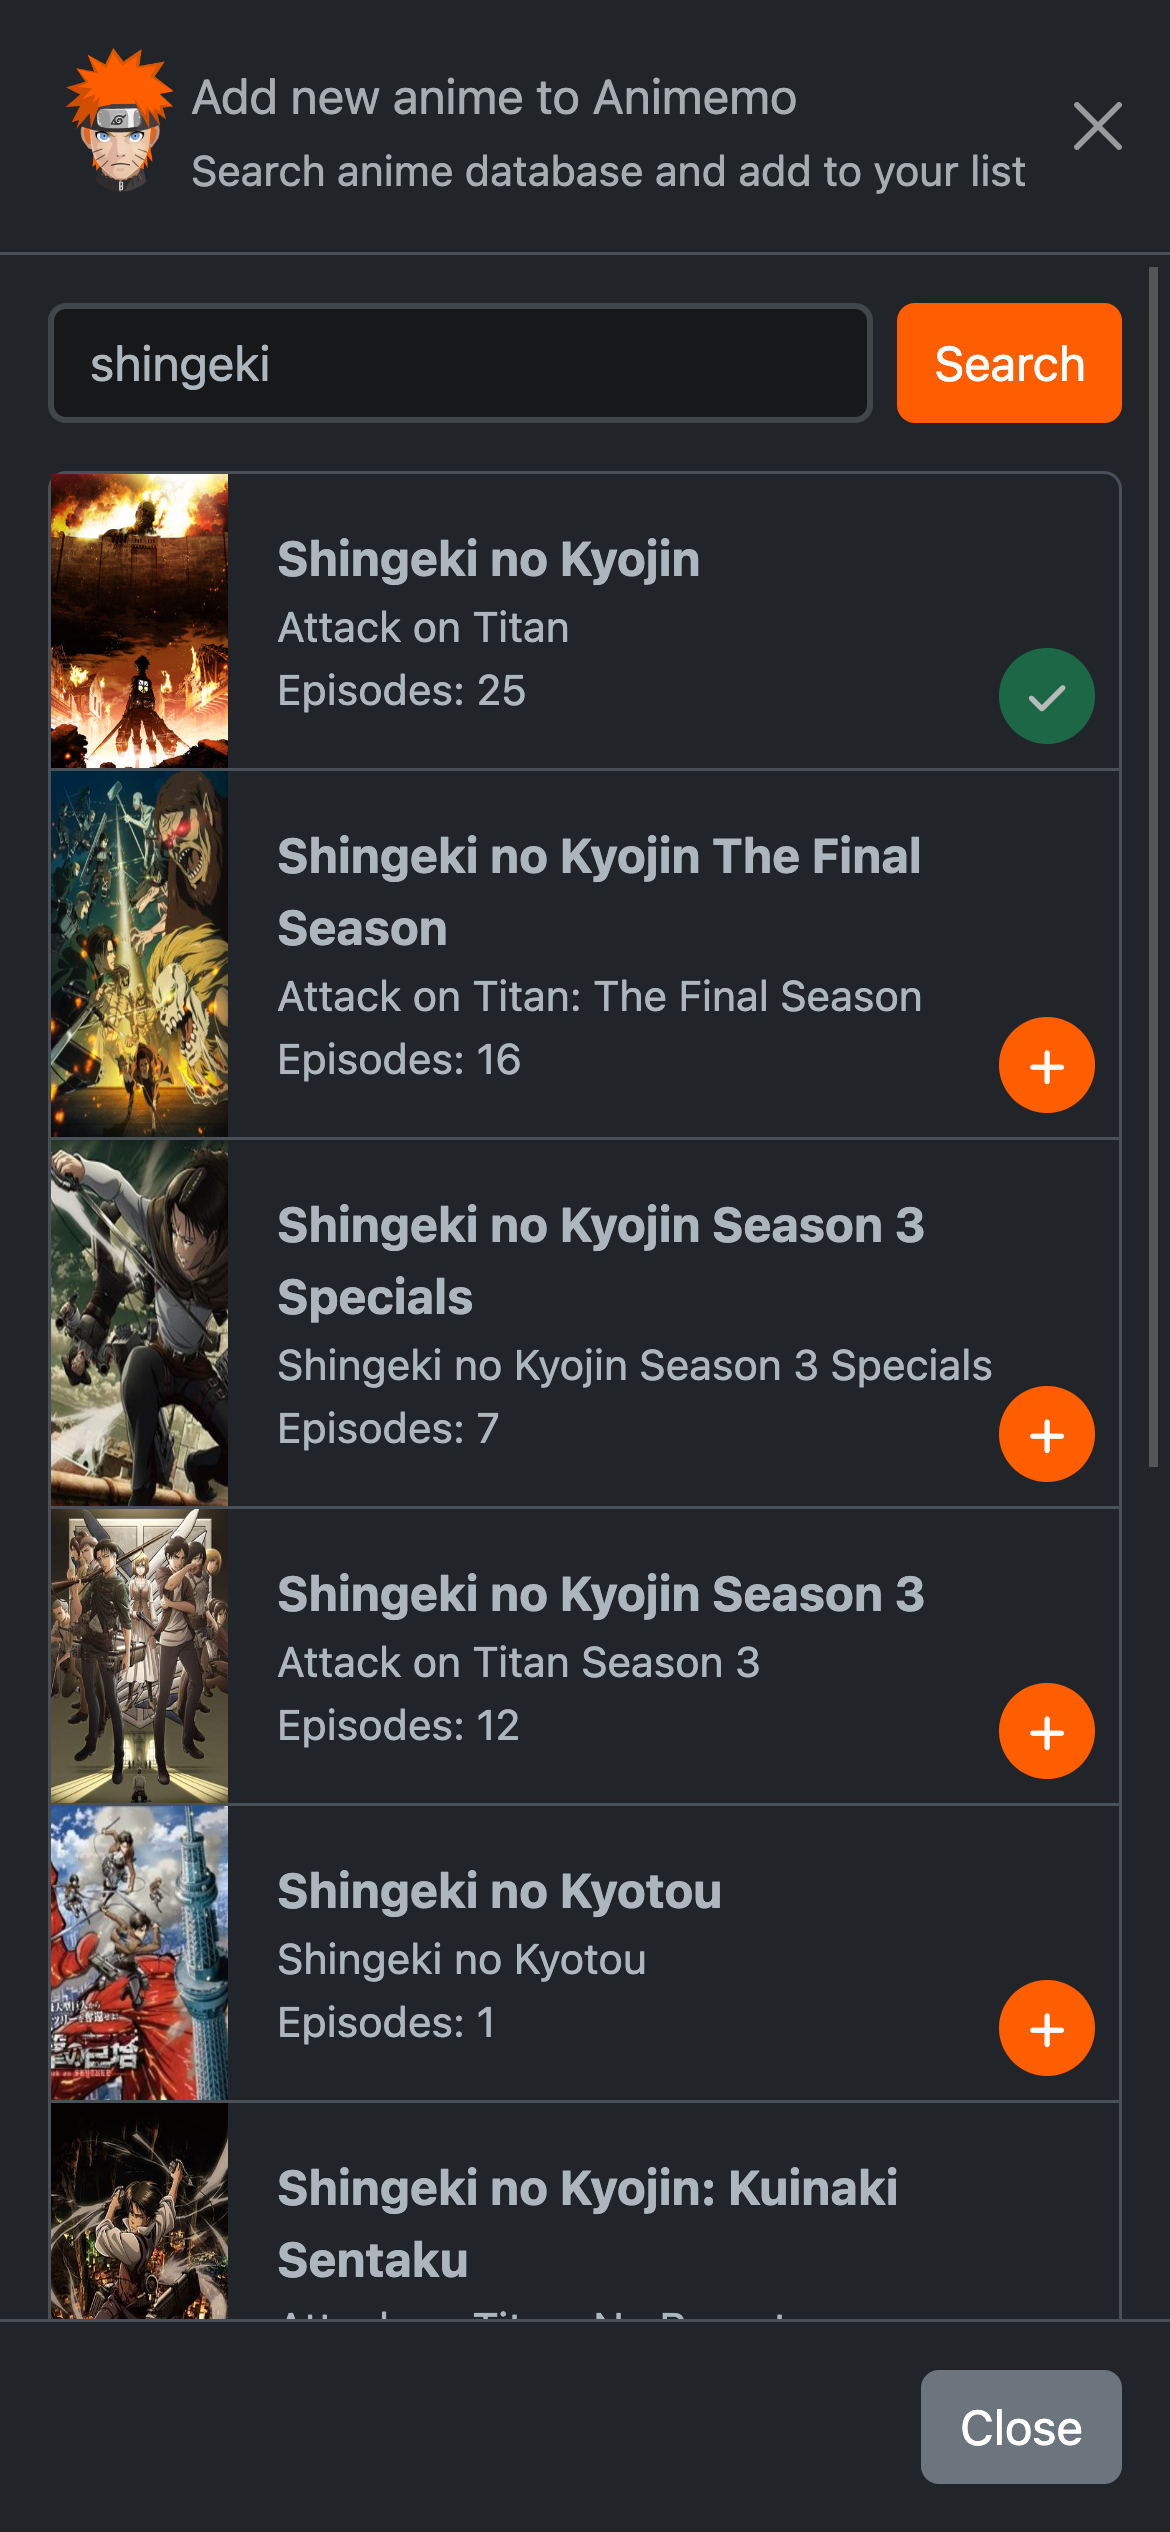 Add new anime to Animemo
Search anime database and add to your list
shingeki
Search
Shingeki no Kyojin
Attack on Titan
Episodes: 25
Shingeki no Kyojin The Final
Season
Attack on Titan: The Final Season
Episodes: 16
Shingeki no Kyojin Season 3
Specials
Shingeki no Kyojin Season 3 Specials
Episodes: 7
Shingeki no Kyojin Season 3
Attack on Titan Season 3
Episodes: 12
Shingeki no Kyotou
Shingeki no Kyotou
Episodes: 1
Shingeki no Kyojin: Kuinaki
Sentaku
Close